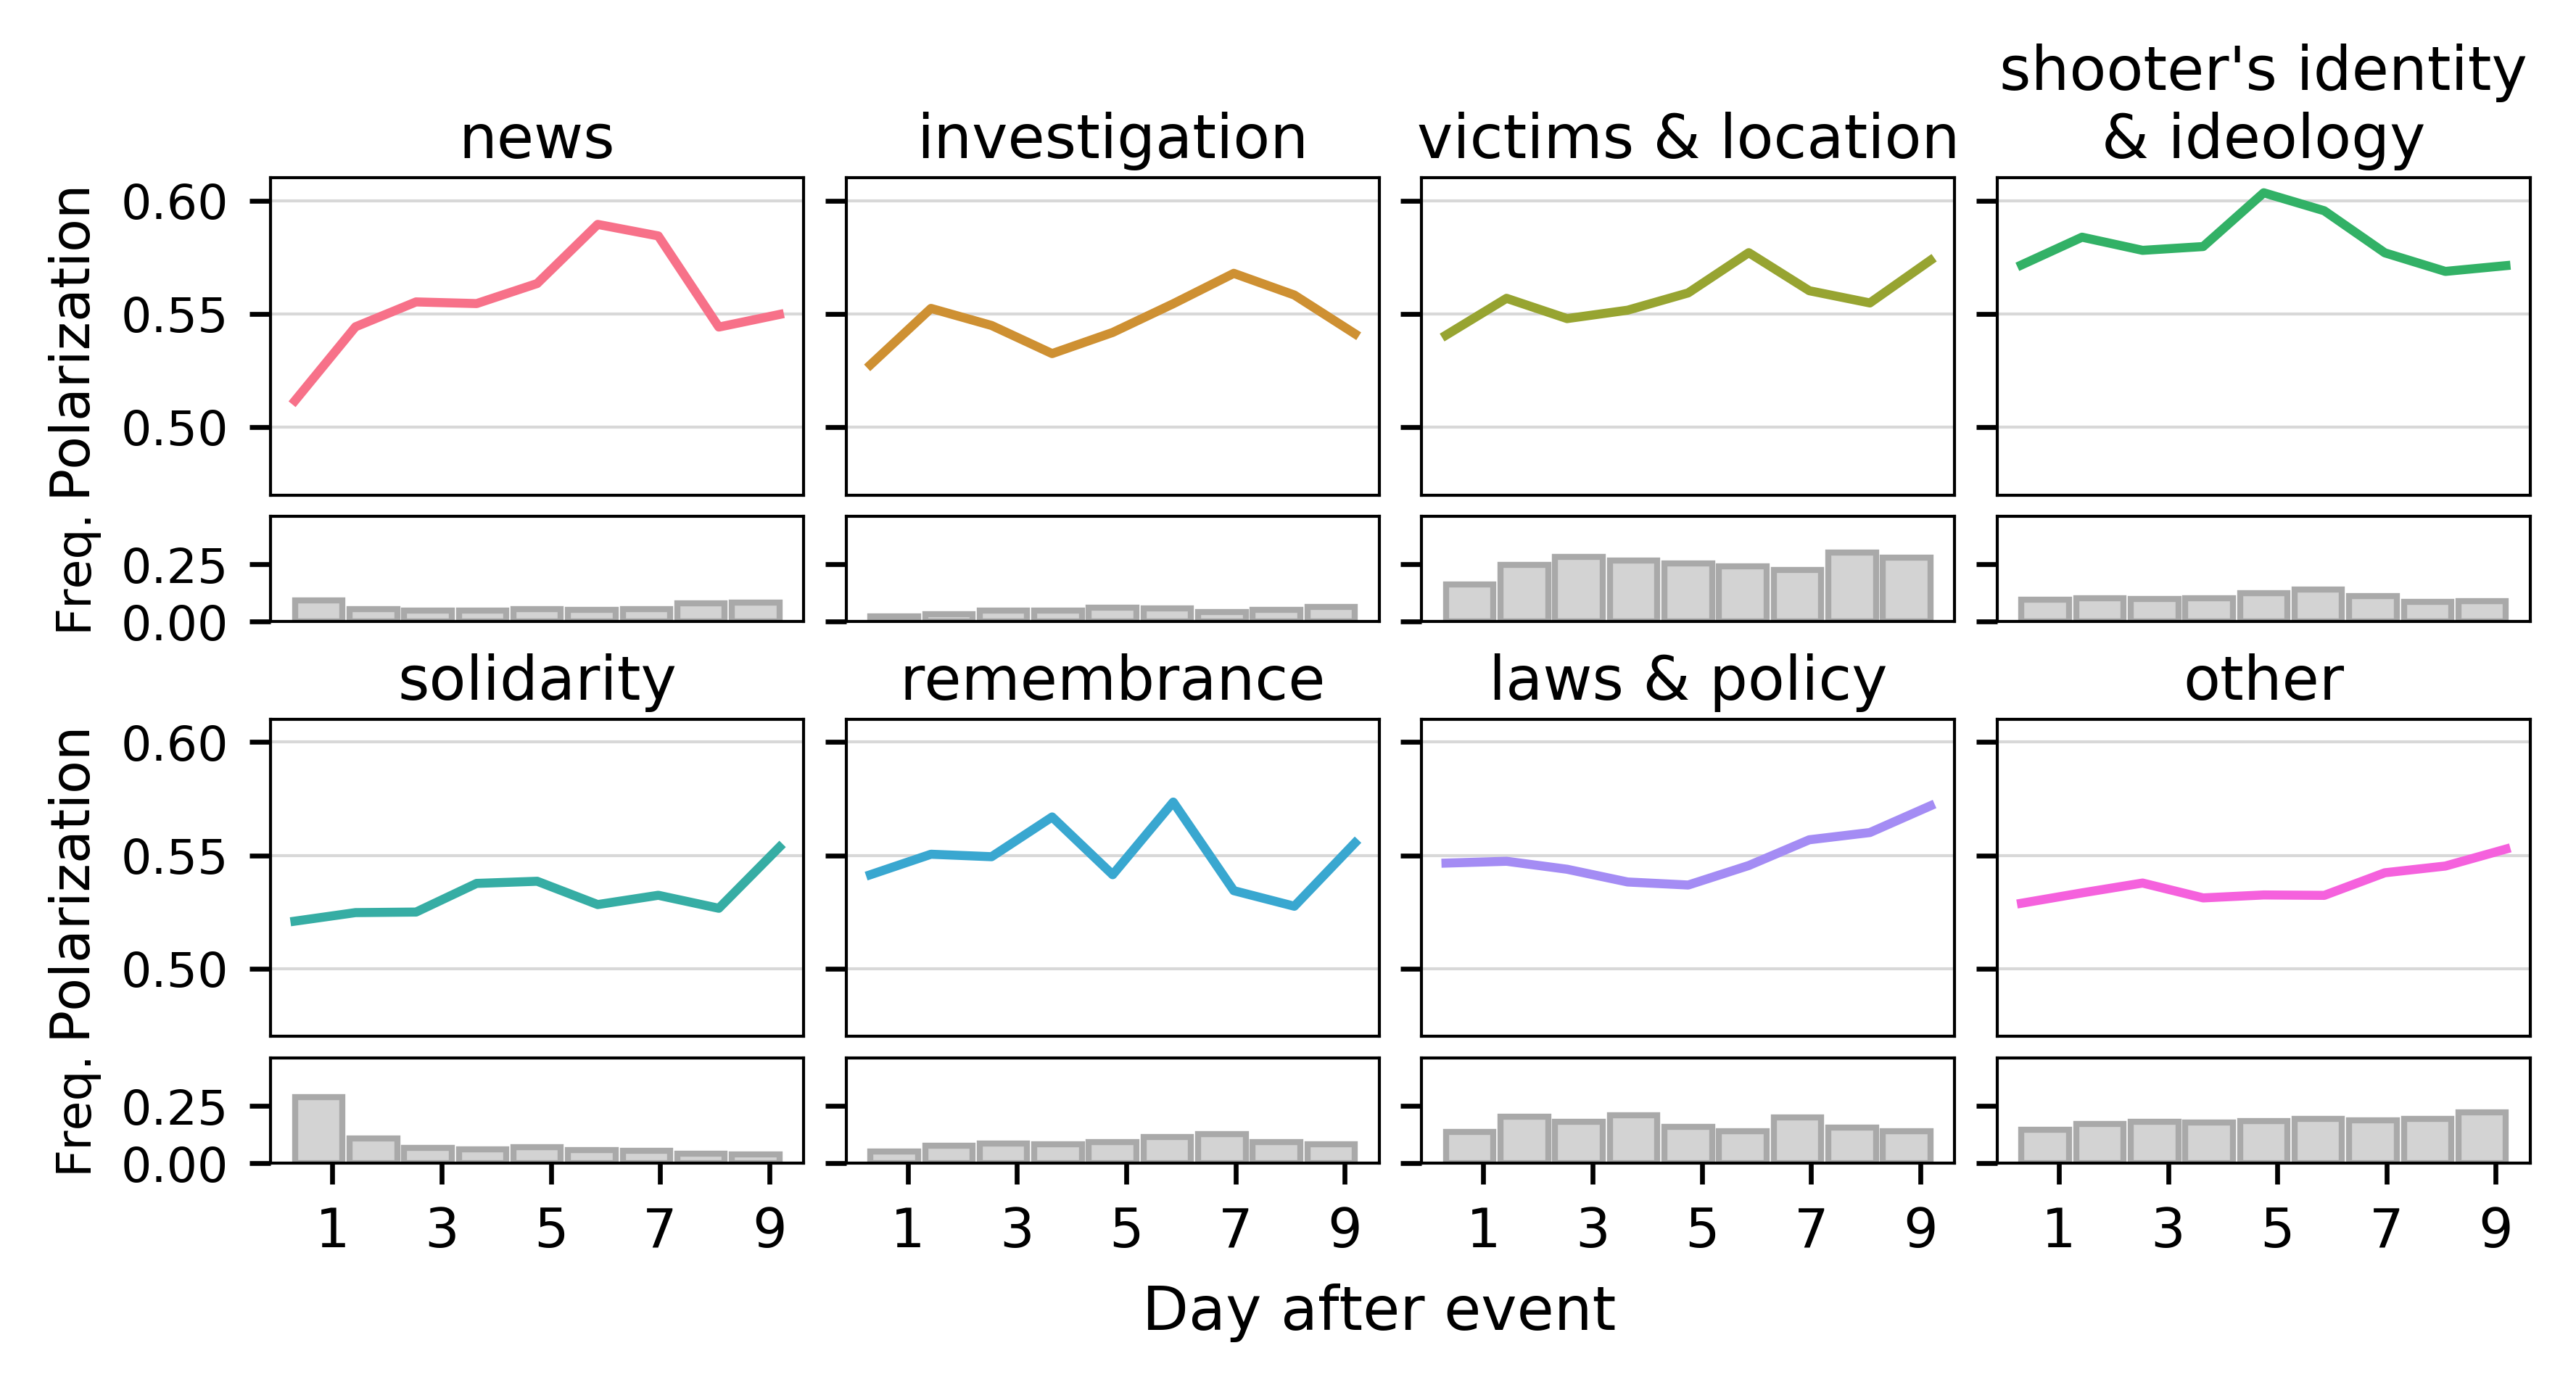 shooter's identity
& ideology
news
investigation
victims & location
Polarization
0.60
0.55
0.50
Freq.
0.25
0.00
solidarity
remembrance
laws & policy
other
Polarization
0.60
0.55
0.50
Freq.
0.25
0.00
1 3 5 7 9
1 3 5 7 9
1 3 5 7 9
1 3 5 7 9
Day after event